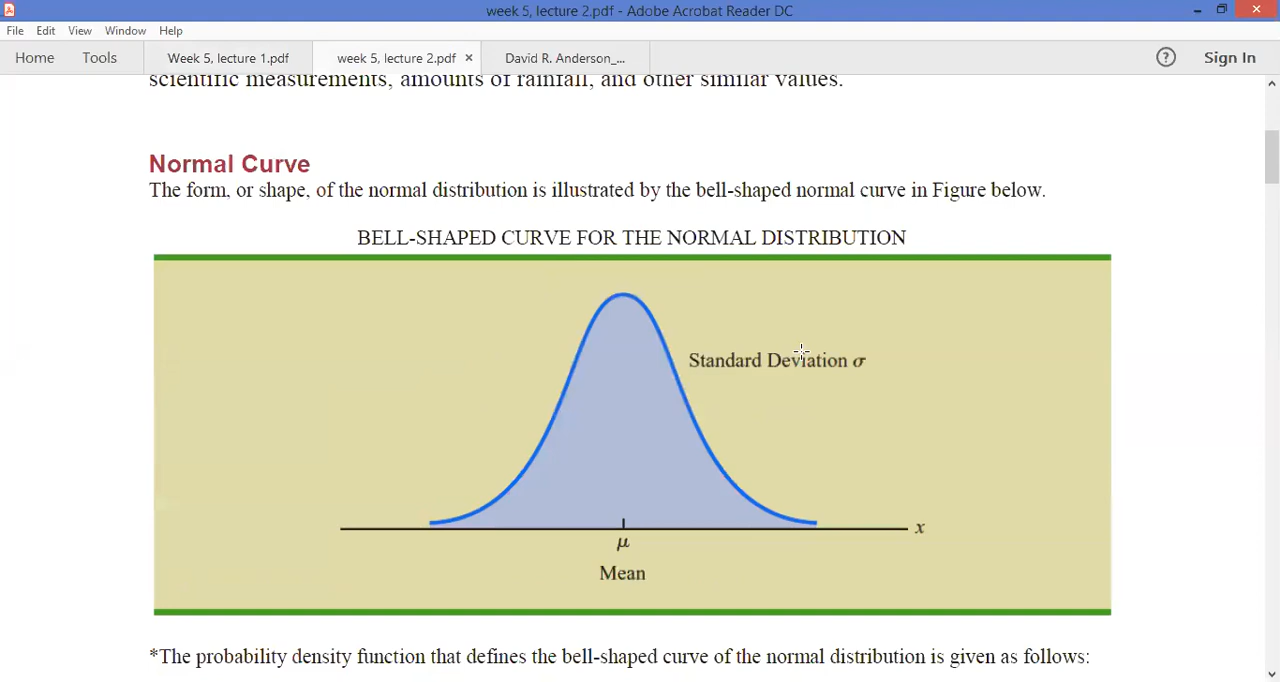 week 5, lecture 2.pdf - Adobe Acrobat Reader DC
File Edit View Window Help
Home Tools Week 5, lecture 1.pdf week 5, lecture 2.pdf × David R. Anderson_... ? Sign In
scientific measurements, amounts of rainfall, and other similar values.
Normal Curve
The form, or shape, of the normal distribution is illustrated by the bell-shaped normal curve in Figure below.
BELL-SHAPED CURVE FOR THE NORMAL DISTRIBUTION
Standard Deviation σ
x
μ
Mean
*The probability density function that defines the bell-shaped curve of the normal distribution is given as follows: